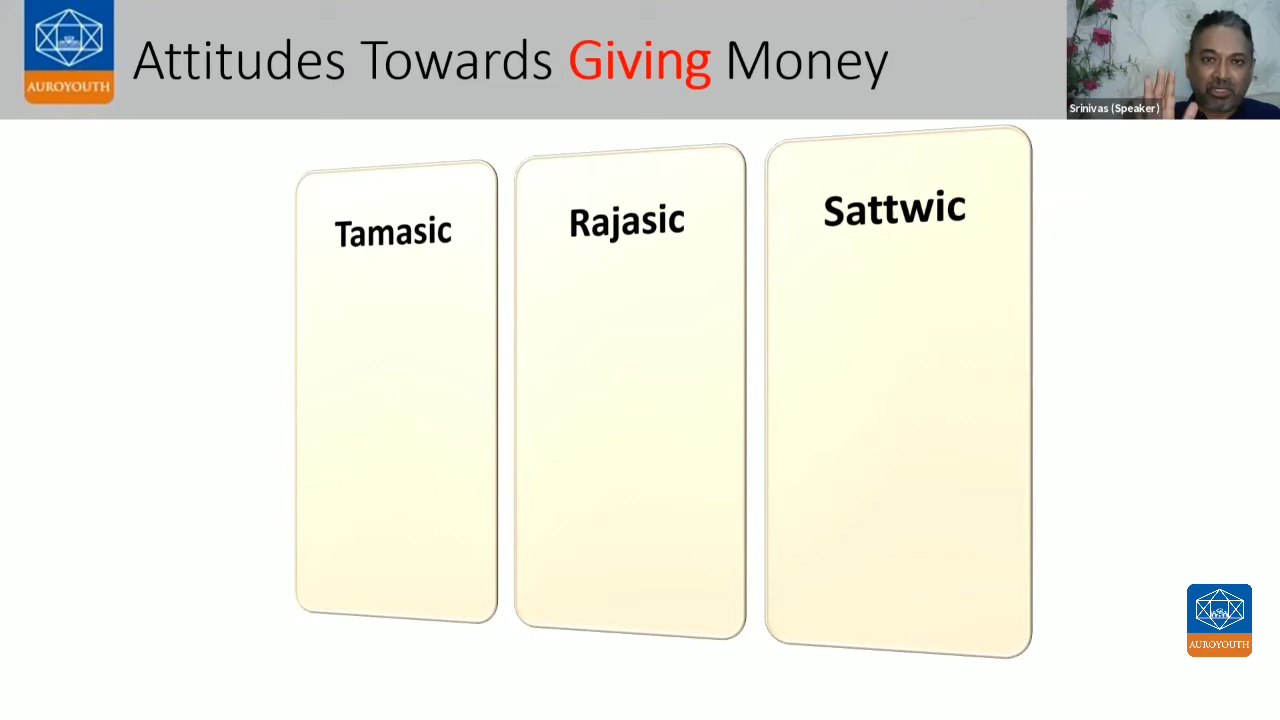 AUROYOUTH
Attitudes Towards Giving Money
Srinivas (Speaker)
Tamasic
Rajasic
Sattwic
AUROYOUTH